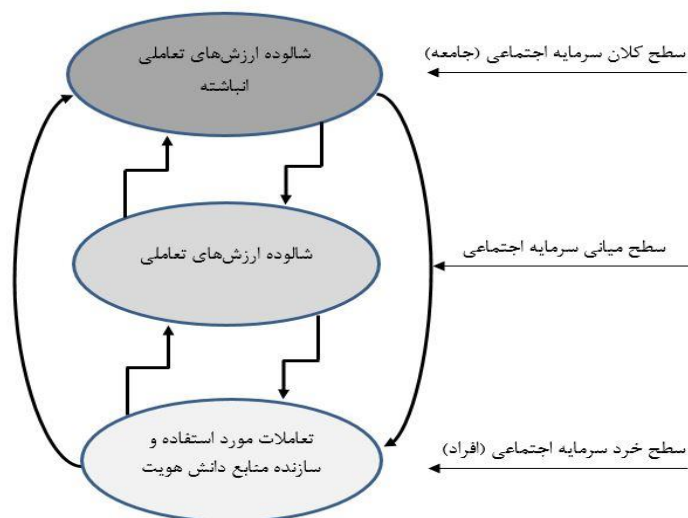 سطح کلان سرمایه اجتماعی (جامعه)
شالوده ارزش‌های تعاملی
انباشته
سطح میانی سرمایه اجتماعی
شالوده ارزش‌های تعاملی
سطح خرد سرمایه اجتماعی (افراد)
تعاملات مورد استفاده و
سازنده منابع دانش هویت